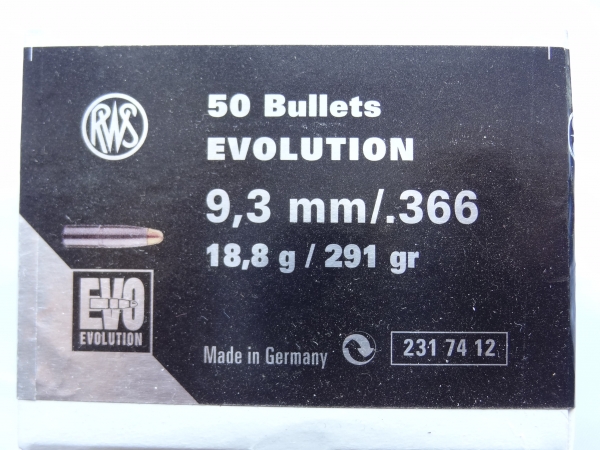 RWS
50 Bullets
EVOLUTION
9,3 mm/.366
18,8 g / 291 gr
EVO
EVOLUTION
Made in Germany
231 74 12